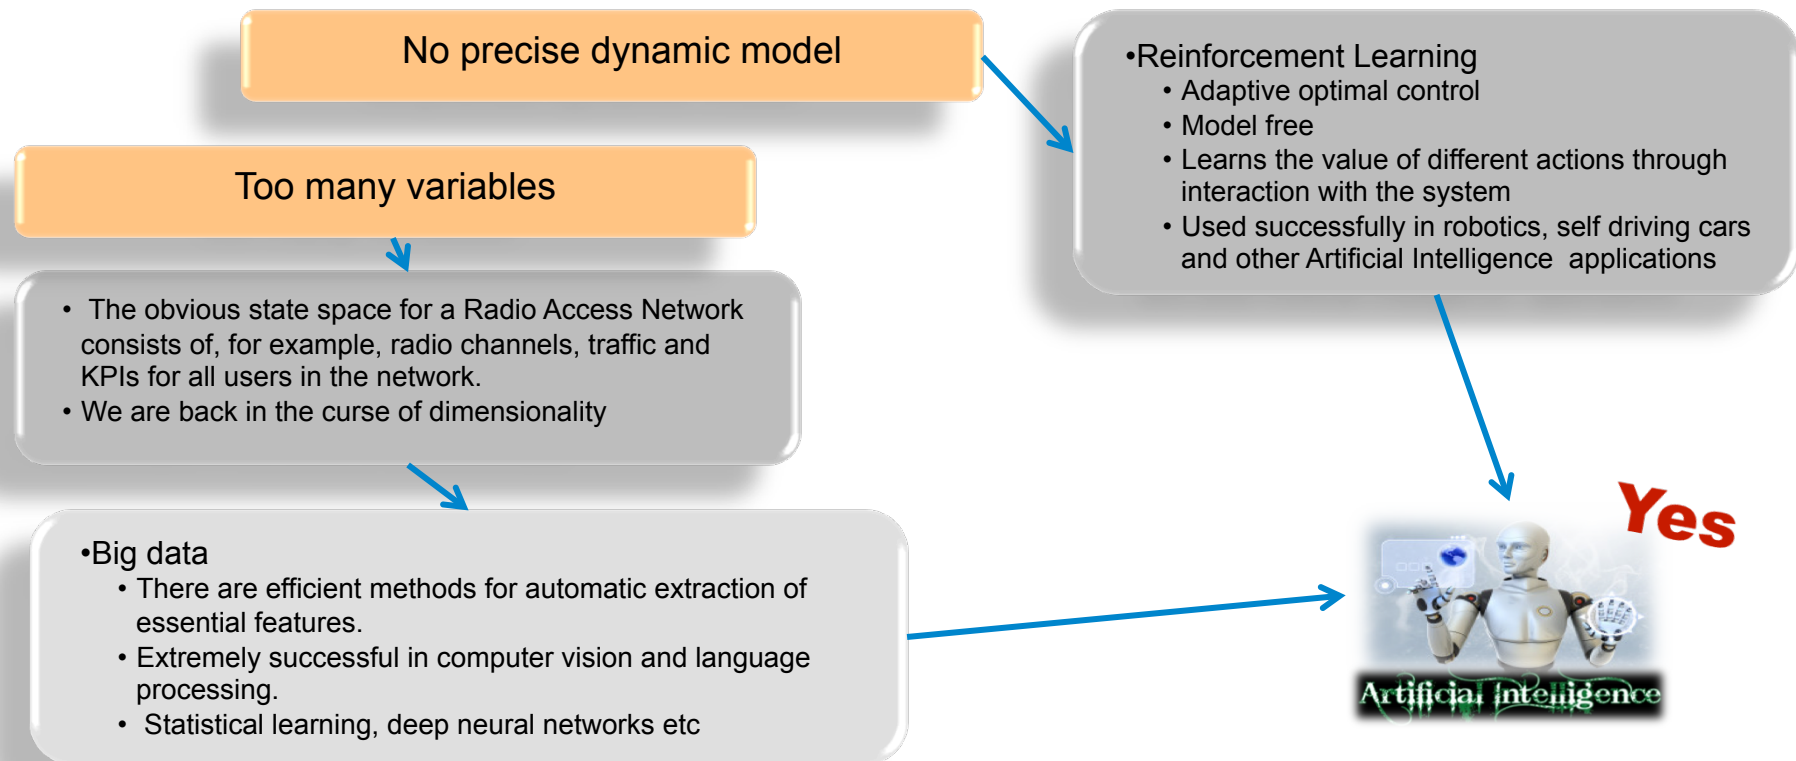 No precise dynamic model
Too many variables
•  The obvious state space for a Radio Access Network
consists of, for example, radio channels, traffic and
KPIs for all users in the network.
• We are back in the curse of dimensionality
•Big data
• There are efficient methods for automatic extraction of
essential features.
• Extremely successful in computer vision and language
processing.
•  Statistical learning, deep neural networks etc
•Reinforcement Learning
• Adaptive optimal control
• Model free
• Learns the value of different actions through
interaction with the system
• Used successfully in robotics, self driving cars
and other Artificial Intelligence  applications
Yes
Artificial Intelligence